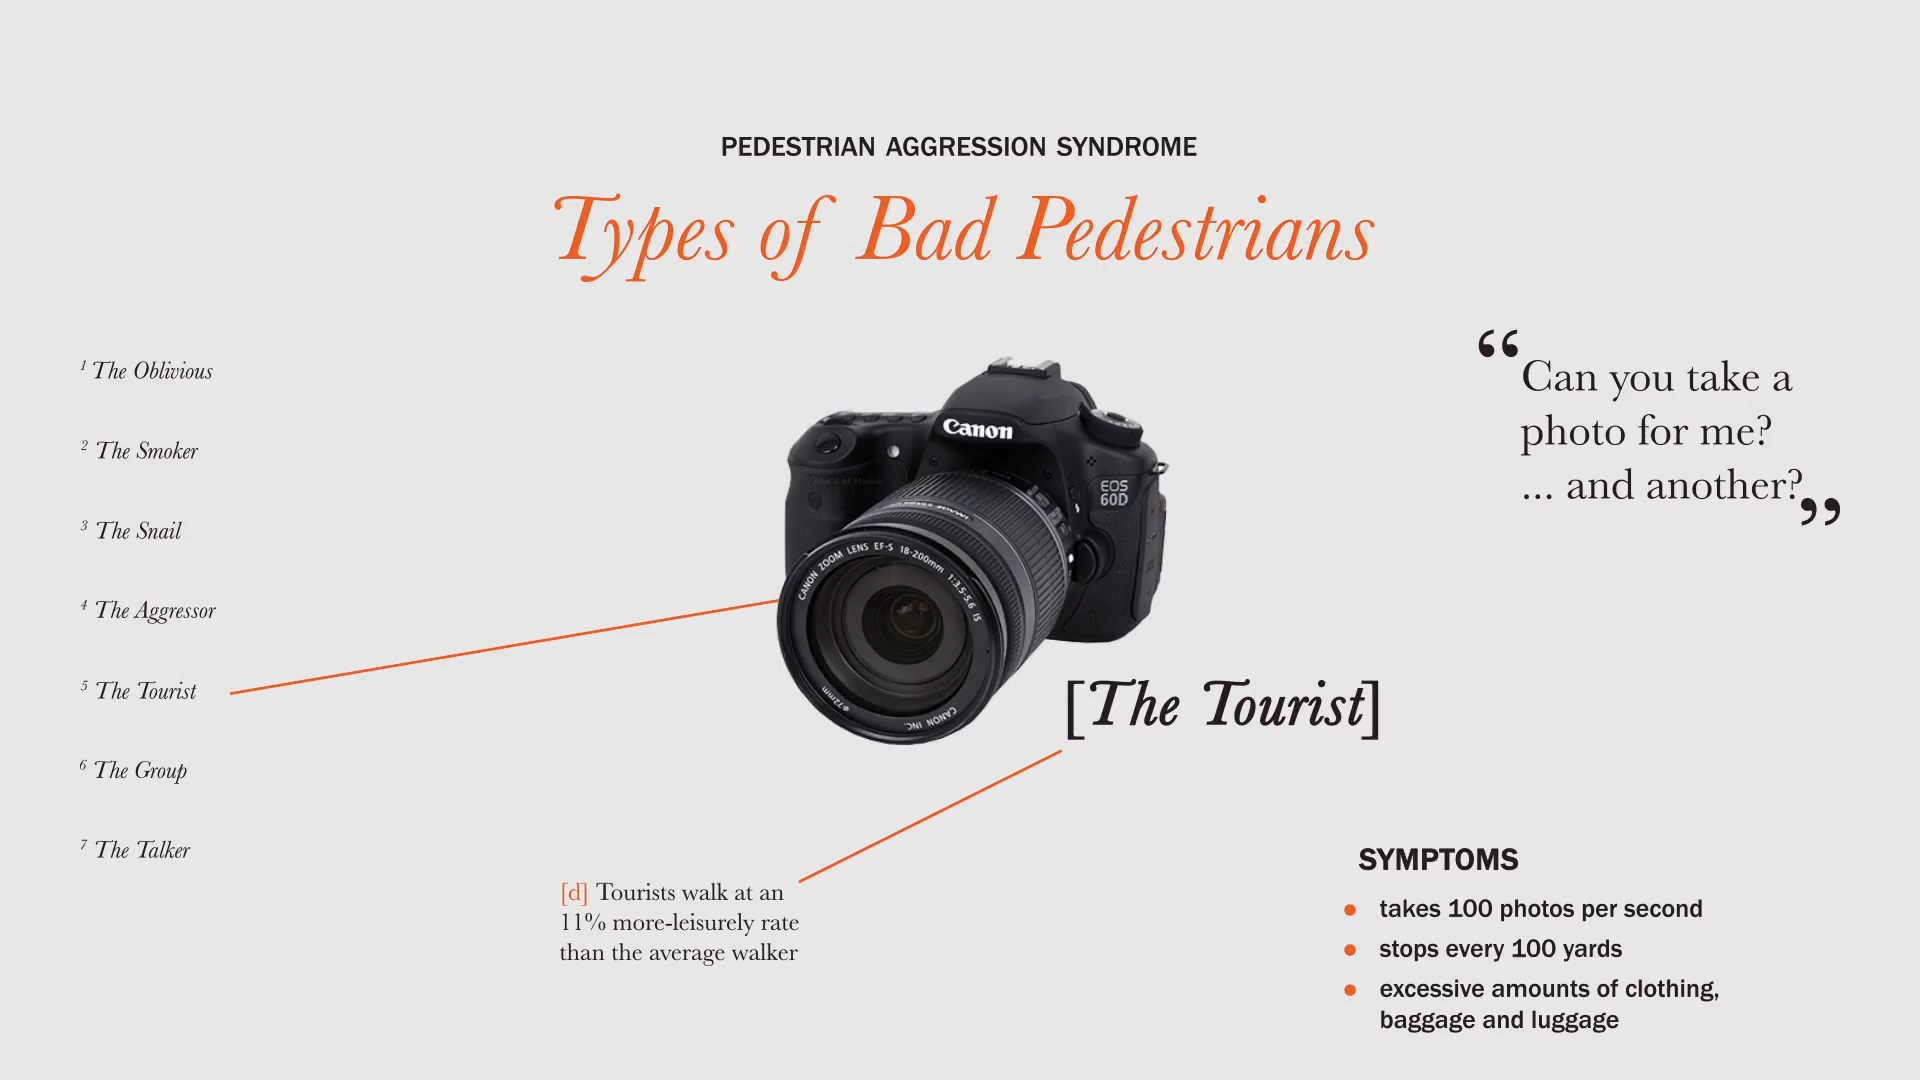 PEDESTRIAN AGGRESSION SYNDROME
Types of Bad Pedestrians
1 The Oblivious
2 The Smoker
3 The Snail
4 The Aggressor
5 The Tourist
6 The Group
7 The Talker
Canon
EOS
60D
CANON ZOOM LENS EF-S 18-200mm 1:3.5-5.6 IS
IMAGE STABILIZER
ø72mm
CANON INC.
[The Tourist]
“Can you take a
photo for me?
... and another?”
[d] Tourists walk at an
11% more-leisurely rate
than the average walker
SYMPTOMS
• takes 100 photos per second
• stops every 100 yards
• excessive amounts of clothing,
baggage and luggage